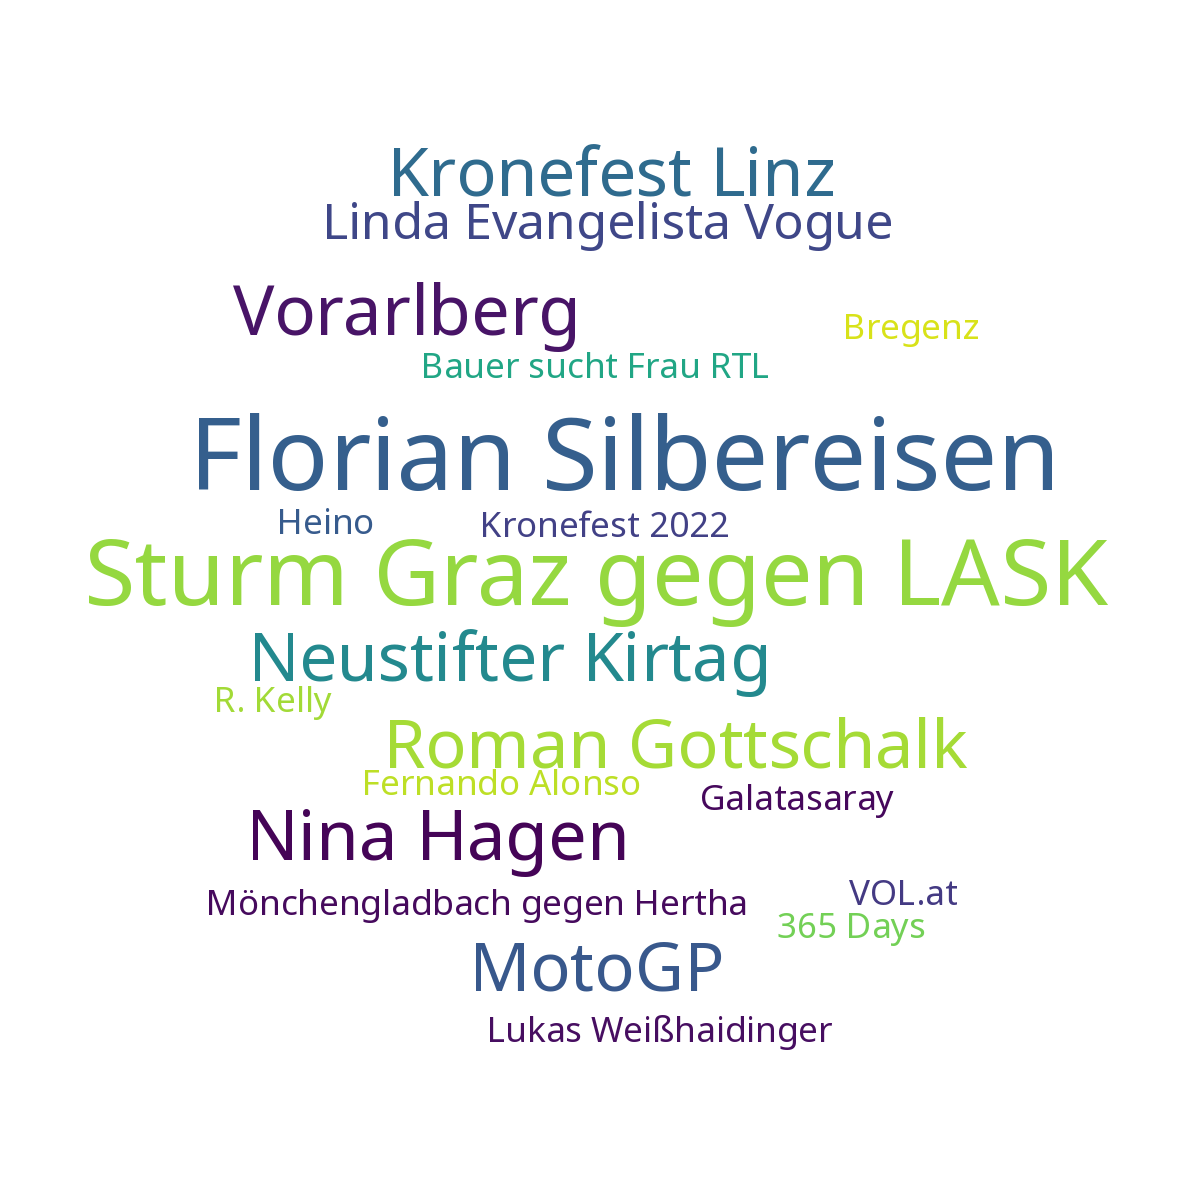 Kronefest Linz
Linda Evangelista Vogue
Vorarlberg
Bregenz
Bauer sucht Frau RTL
Florian Silbereisen
Heino
Kronefest 2022
Sturm Graz gegen LASK
Neustifter Kirtag
R. Kelly
Roman Gottschalk
Fernando Alonso
Galatasaray
Nina Hagen
Mönchengladbach gegen Hertha
VOL.at
365 Days
MotoGP
Lukas Weißhaidinger